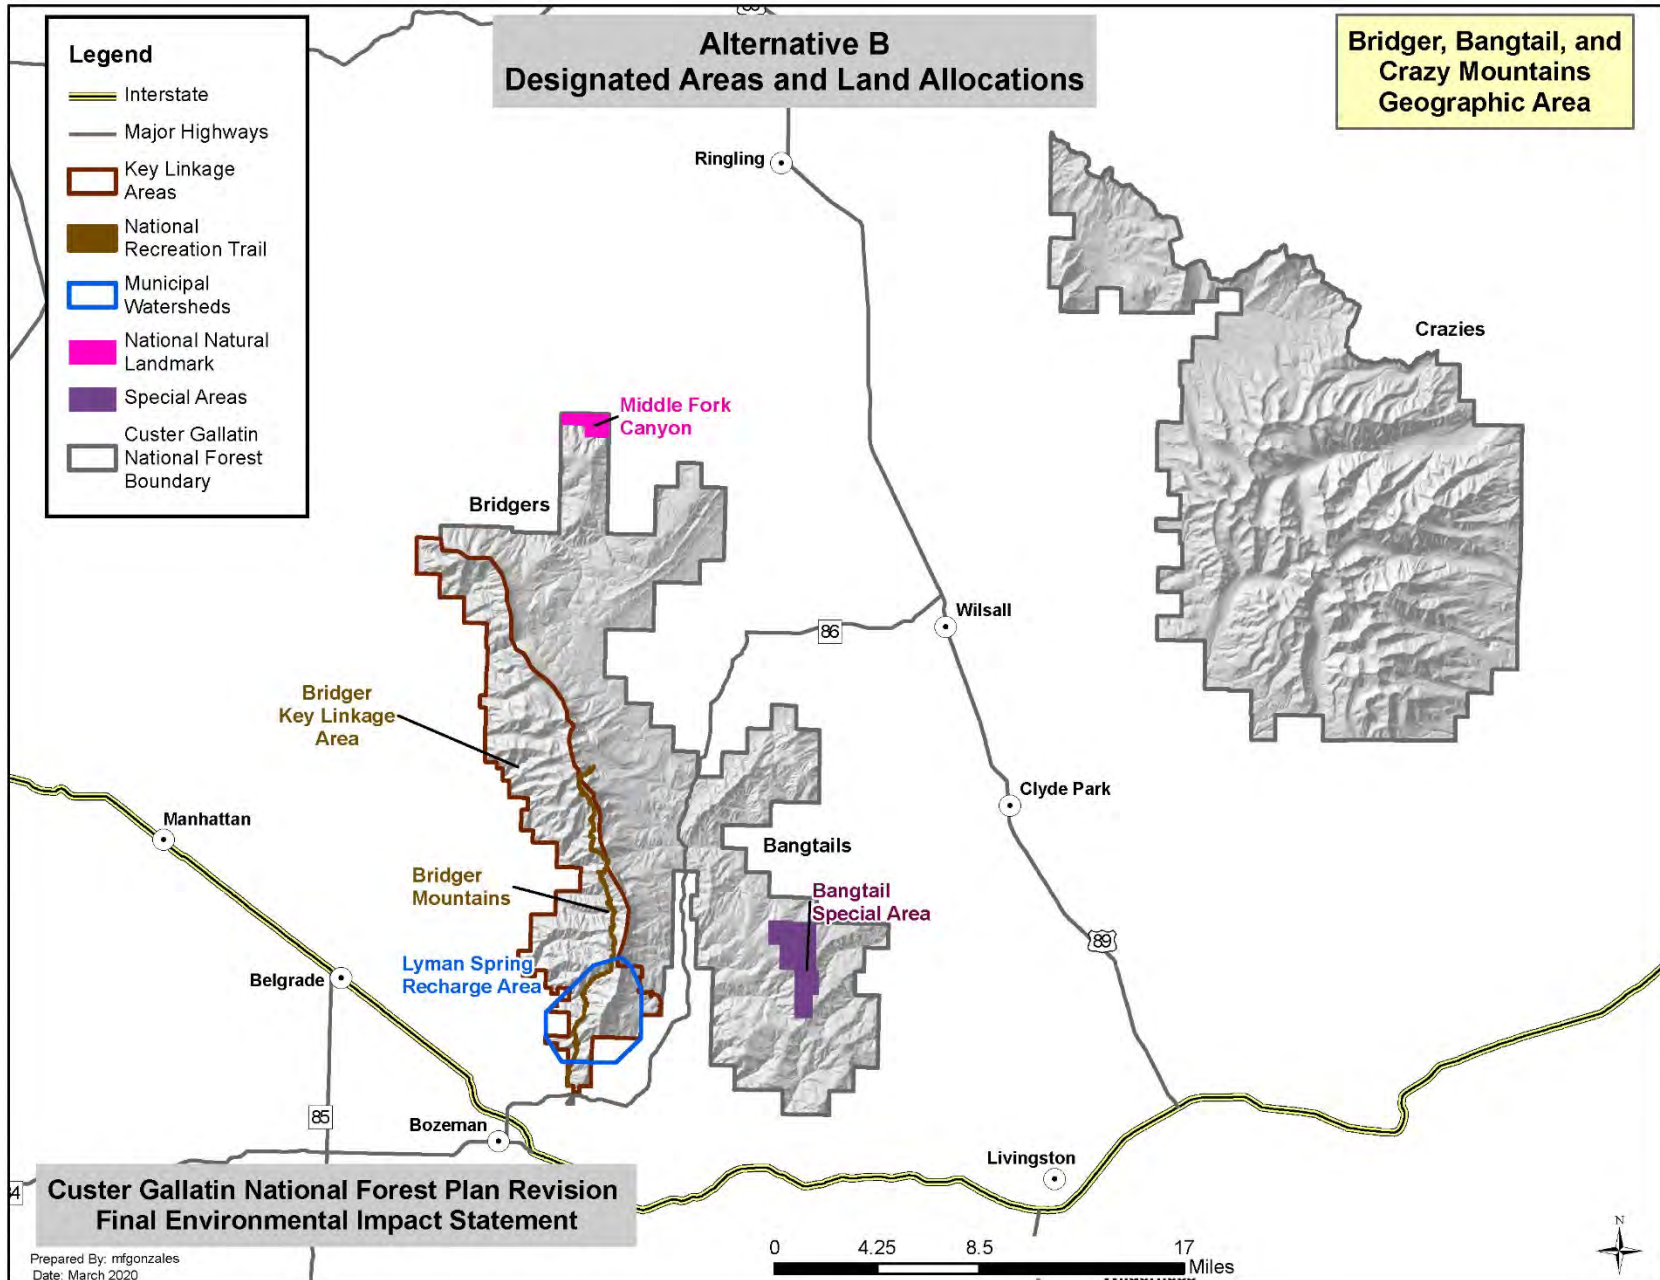 Alternative B
Designated Areas and Land Allocations
Bridger, Bangtail, and
Crazy Mountains
Geographic Area
Legend
Interstate
Major Highways
Key Linkage
Areas
National
Recreation Trail
Municipal
Watersheds
National Natural
Landmark
Special Areas
Custer Gallatin
National Forest
Boundary
Ringling
Crazies
Middle Fork
Canyon
Bridgers
86
Wilsall
Bridger
Key Linkage
Area
Clyde Park
Manhattan
Bangtails
Bridger
Mountains
Bangtail
Special Area
89
Lyman Spring
Recharge Area
Belgrade
85
Bozeman
Livingston
Custer Gallatin National Forest Plan Revision
Final Environmental Impact Statement
Prepared By: mfgonzales
Date: March 2020
0 4.25 8.5 17
Miles
N